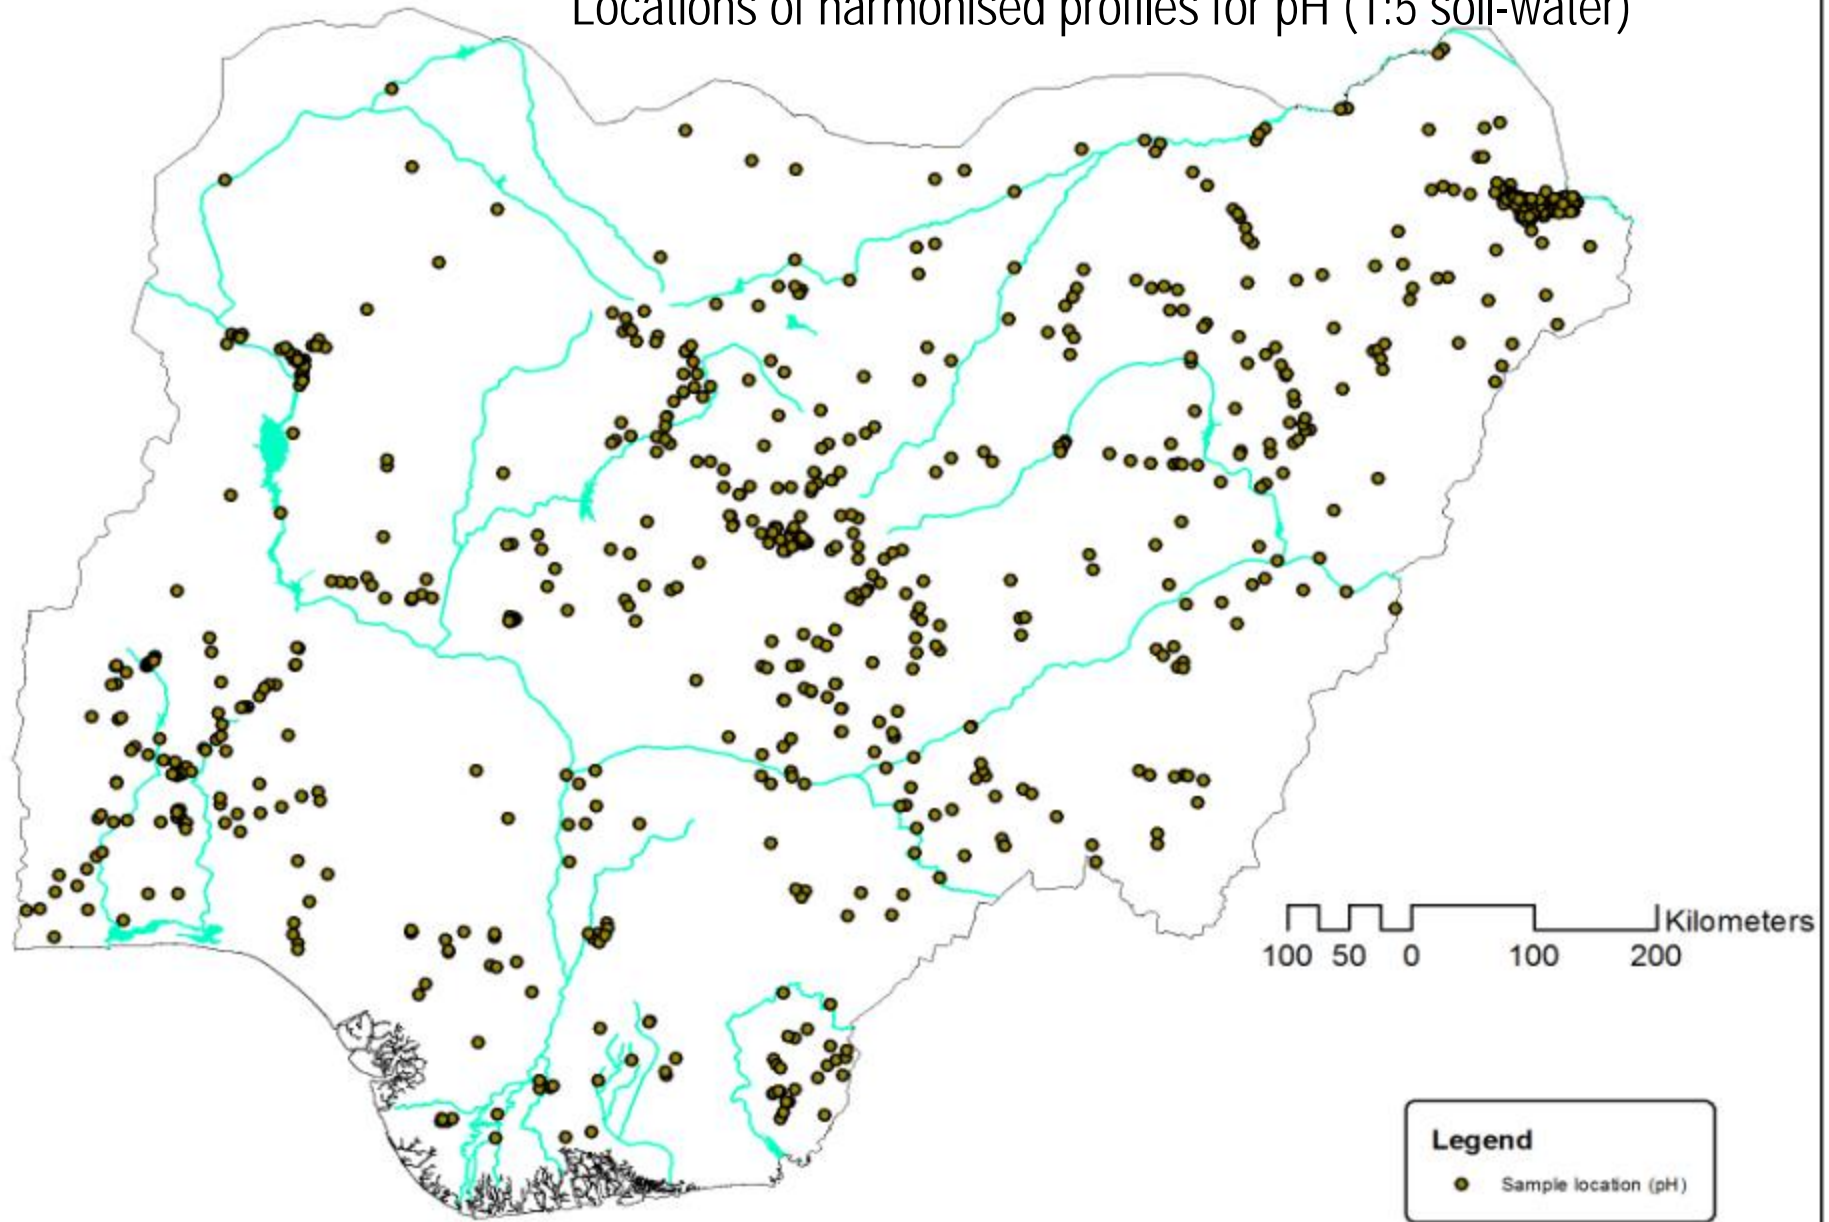 Locations of harmonised profiles for pH (1:5 soil-water)
Kilometers
100 50 0 100 200
Legend
Sample location (pH)